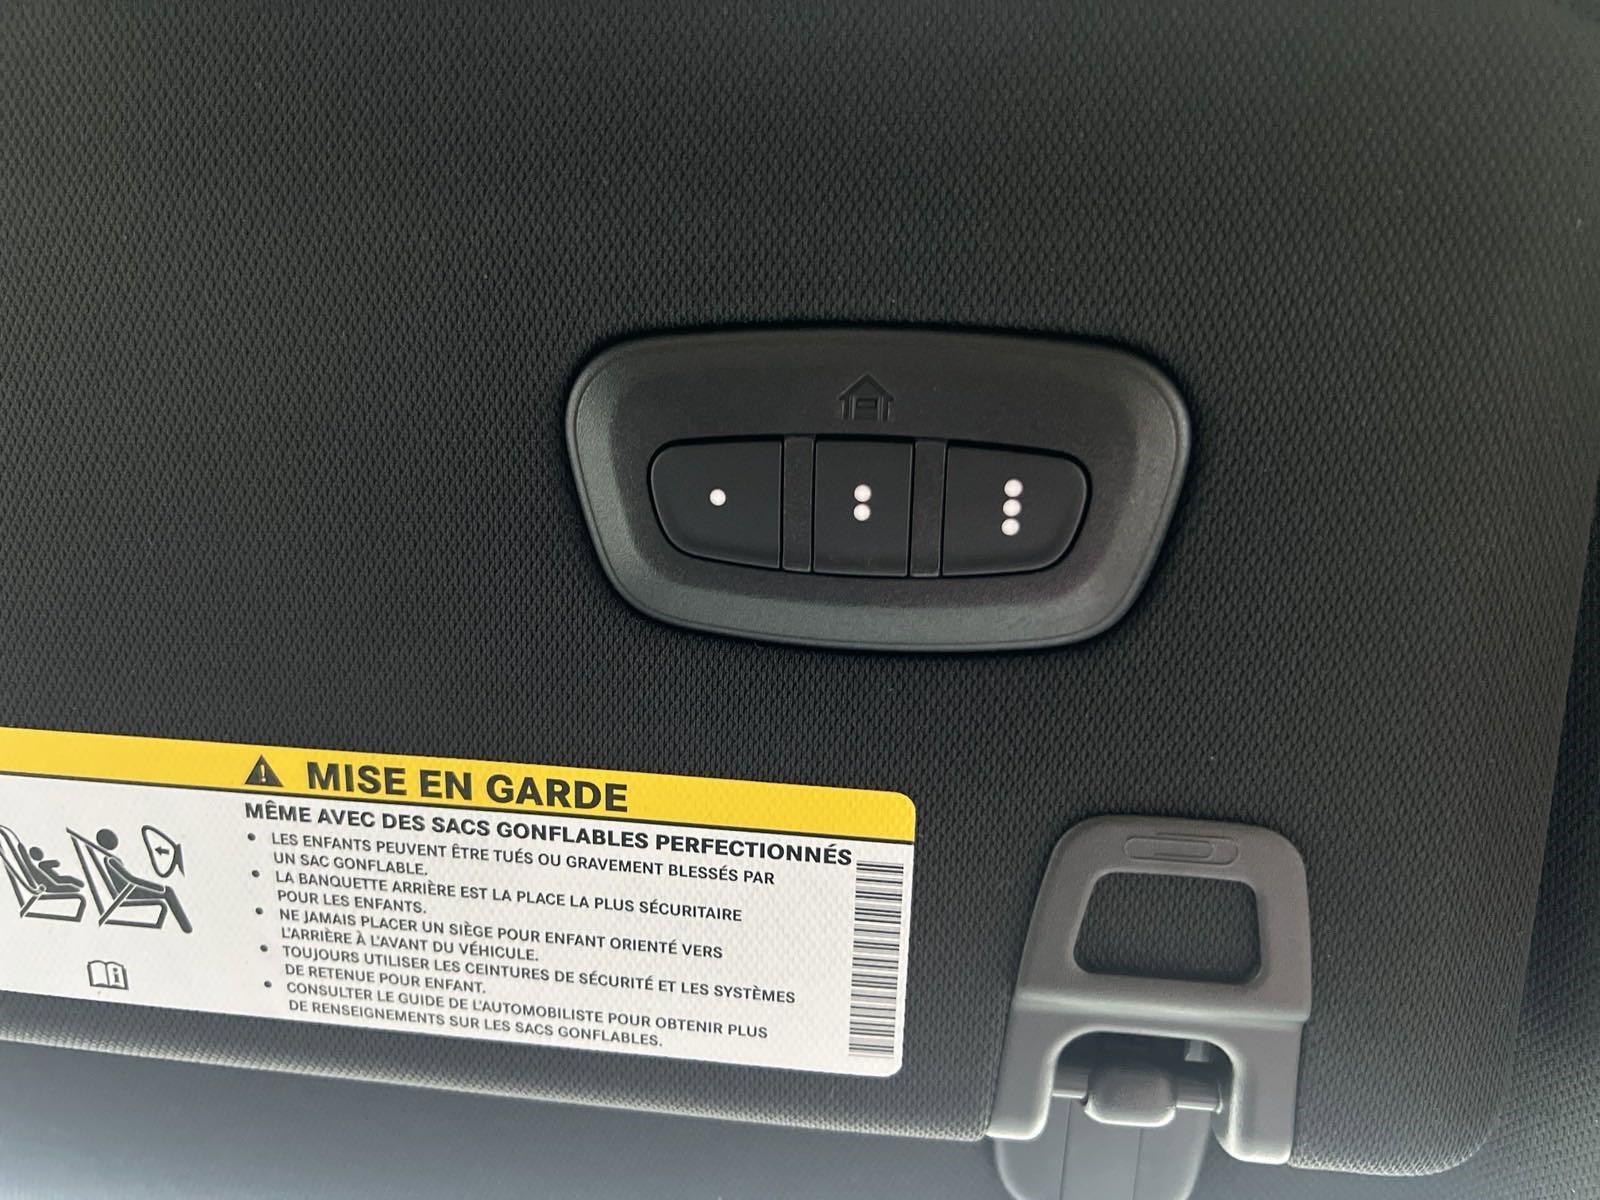 MISE EN GARDE
MÊME AVEC DES SACS GONFLABLES PERFECTIONNÉS
• LES ENFANTS PEUVENT ÊTRE TUÉS OU GRAVEMENT BLESSÉS PAR
UN SAC GONFLABLE.
• LA BANQUETTE ARRIÈRE EST LA PLACE LA PLUS SÉCURITAIRE
POUR LES ENFANTS.
• NE JAMAIS PLACER UN SIÈGE POUR ENFANT ORIENTÉ VERS
L'ARRIÈRE À L'AVANT DU VÉHICULE.
• TOUJOURS UTILISER LES CEINTURES DE SÉCURITÉ ET LES SYSTÈMES
DE RETENUE POUR ENFANT.
• CONSULTER LE GUIDE DE L'AUTOMOBILISTE POUR OBTENIR PLUS
DE RENSEIGNEMENTS SUR LES SACS GONFLABLES.